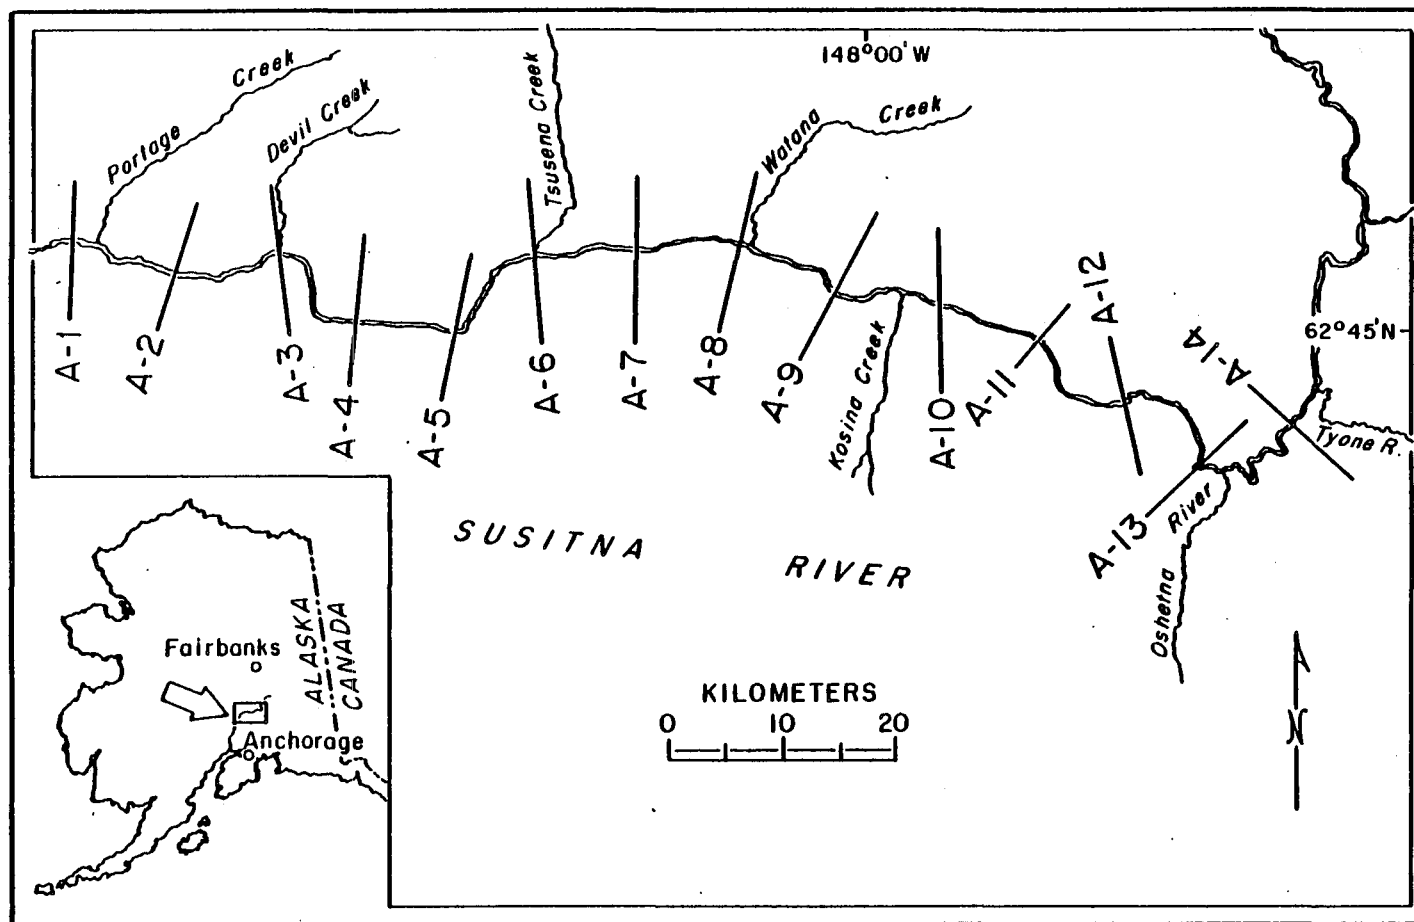 148°00'W
Portage Creek
Devil Creek
Tsusena Creek
Watana Creek
A-1
A-2
A-3
A-4
A-5
A-6
A-7
A-8
A-9
Kosina Creek
A-10
A-11
A-12
62°45'N
A-14
Tyone R.
A-13
Oshetna River
SUSITNA RIVER
ALASKA
CANADA
Fairbanks
Anchorage
KILOMETERS
0 10 20
N